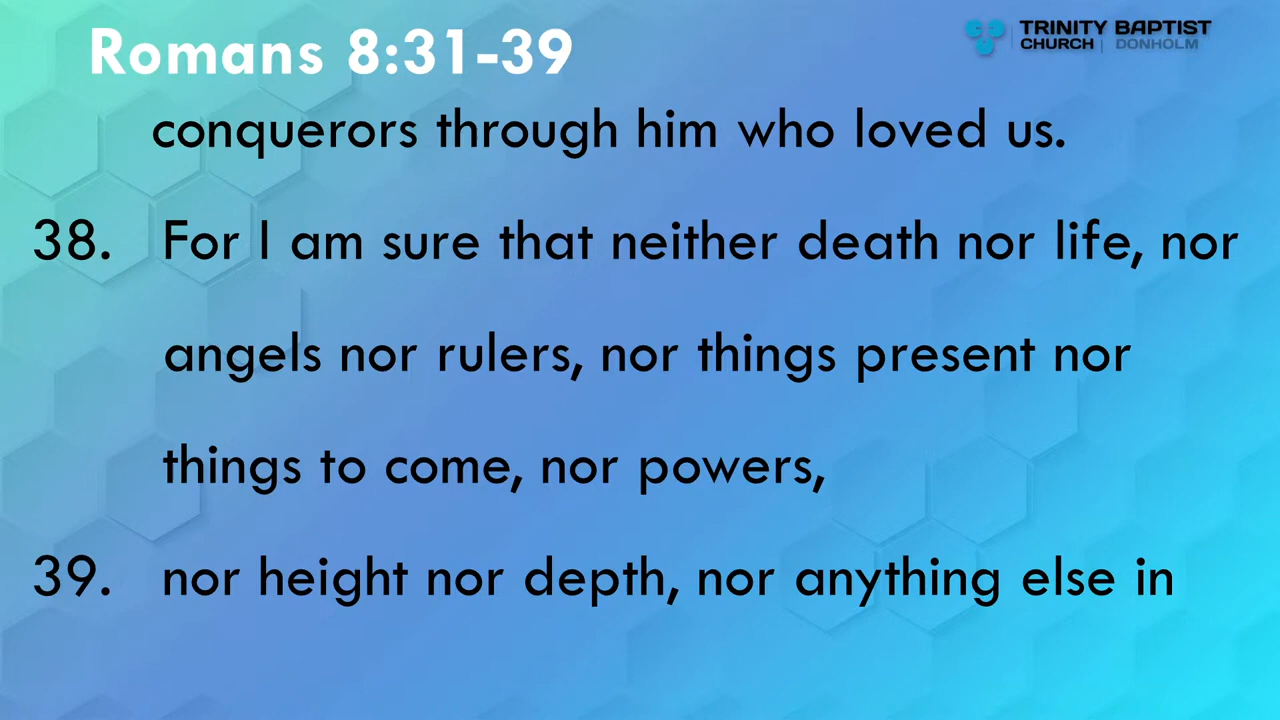 Romans 8:31-39
TRINITY BAPTIST
CHURCH | DONHOLM
conquerors through him who loved us.
38. For I am sure that neither death nor life, nor
angels nor rulers, nor things present nor
things to come, nor powers,
39. nor height nor depth, nor anything else in